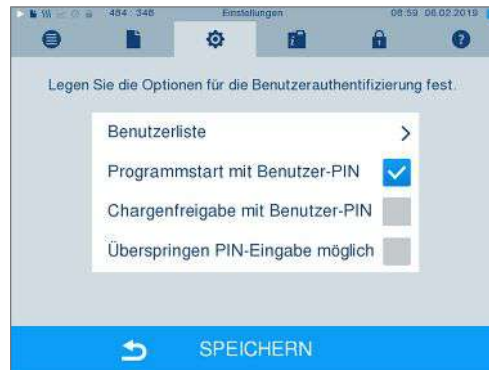 484 : 346 Einstellungen 08:59 06.02.2019
Legen Sie die Optionen für die Benutzerauthentifizierung fest.
Benutzerliste
Programmstart mit Benutzer-PIN
Chargenfreigabe mit Benutzer-PIN
Überspringen PIN-Eingabe möglich
SPEICHERN